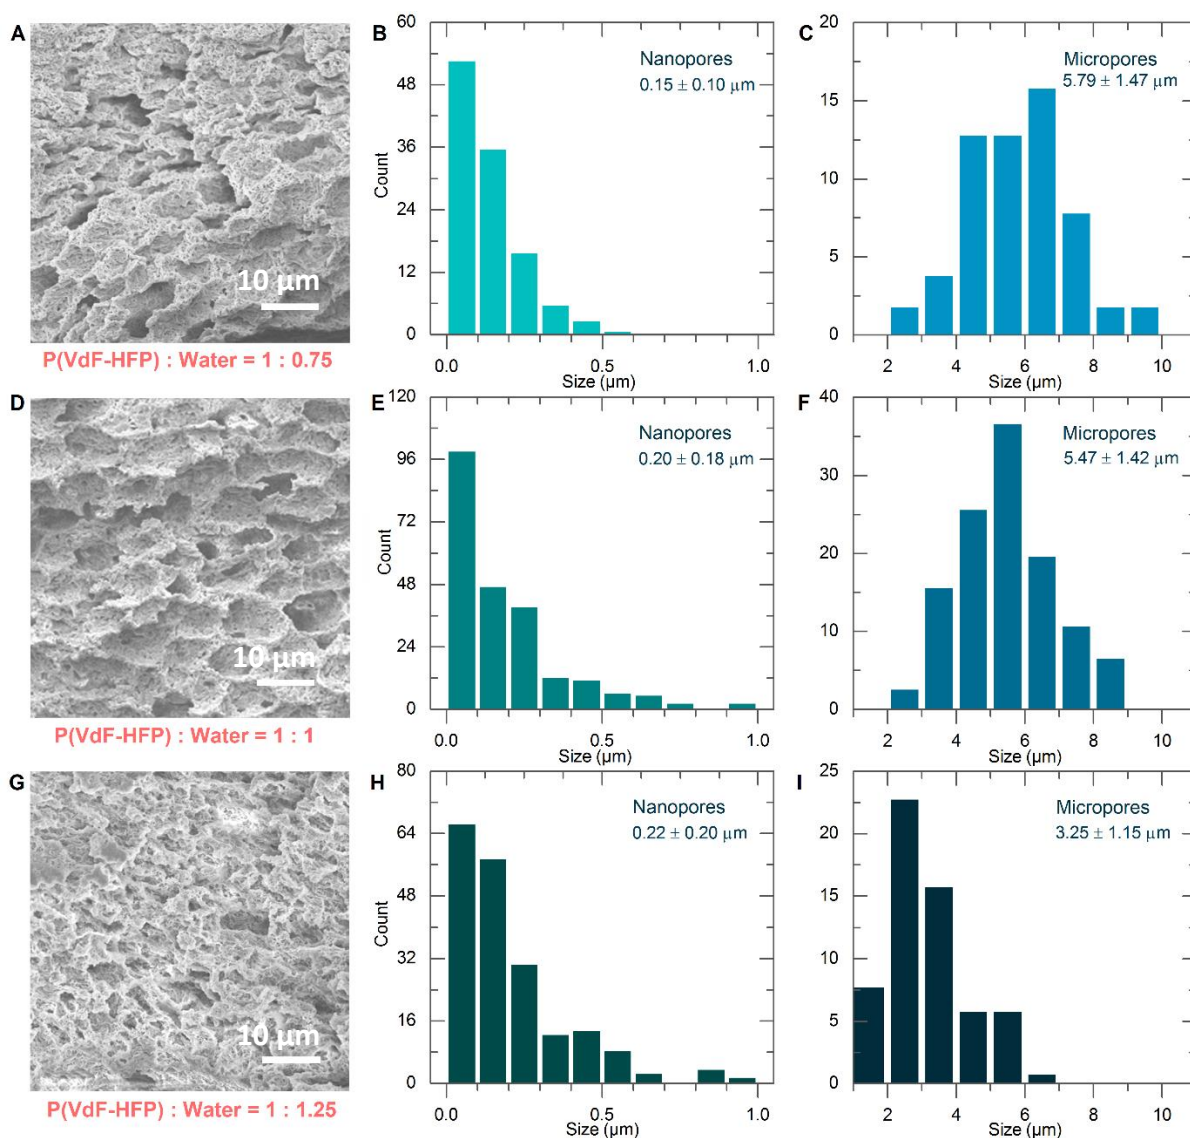 A
10 µm
P(VdF-HFP) : Water = 1 : 0.75
B
60
48
36
24
12
0
Count
Nanopores
0.15 ± 0.10 µm
0.0
0.5
1.0
Size (µm)
C
20
15
10
5
0
Micropores
5.79 ± 1.47 µm
2
4
6
8
10
Size (µm)
D
10 µm
P(VdF-HFP) : Water = 1 : 1
E
120
96
72
48
24
0
Count
Nanopores
0.20 ± 0.18 µm
0.0
0.5
1.0
Size (µm)
F
40
30
20
10
0
Micropores
5.47 ± 1.42 µm
2
4
6
8
10
Size (µm)
G
10 µm
P(VdF-HFP) : Water = 1 : 1.25
H
80
64
48
32
16
0
Count
Nanopores
0.22 ± 0.20 µm
0.0
0.5
1.0
Size (µm)
I
25
20
15
10
5
0
Micropores
3.25 ± 1.15 µm
2
4
6
8
10
Size (µm)